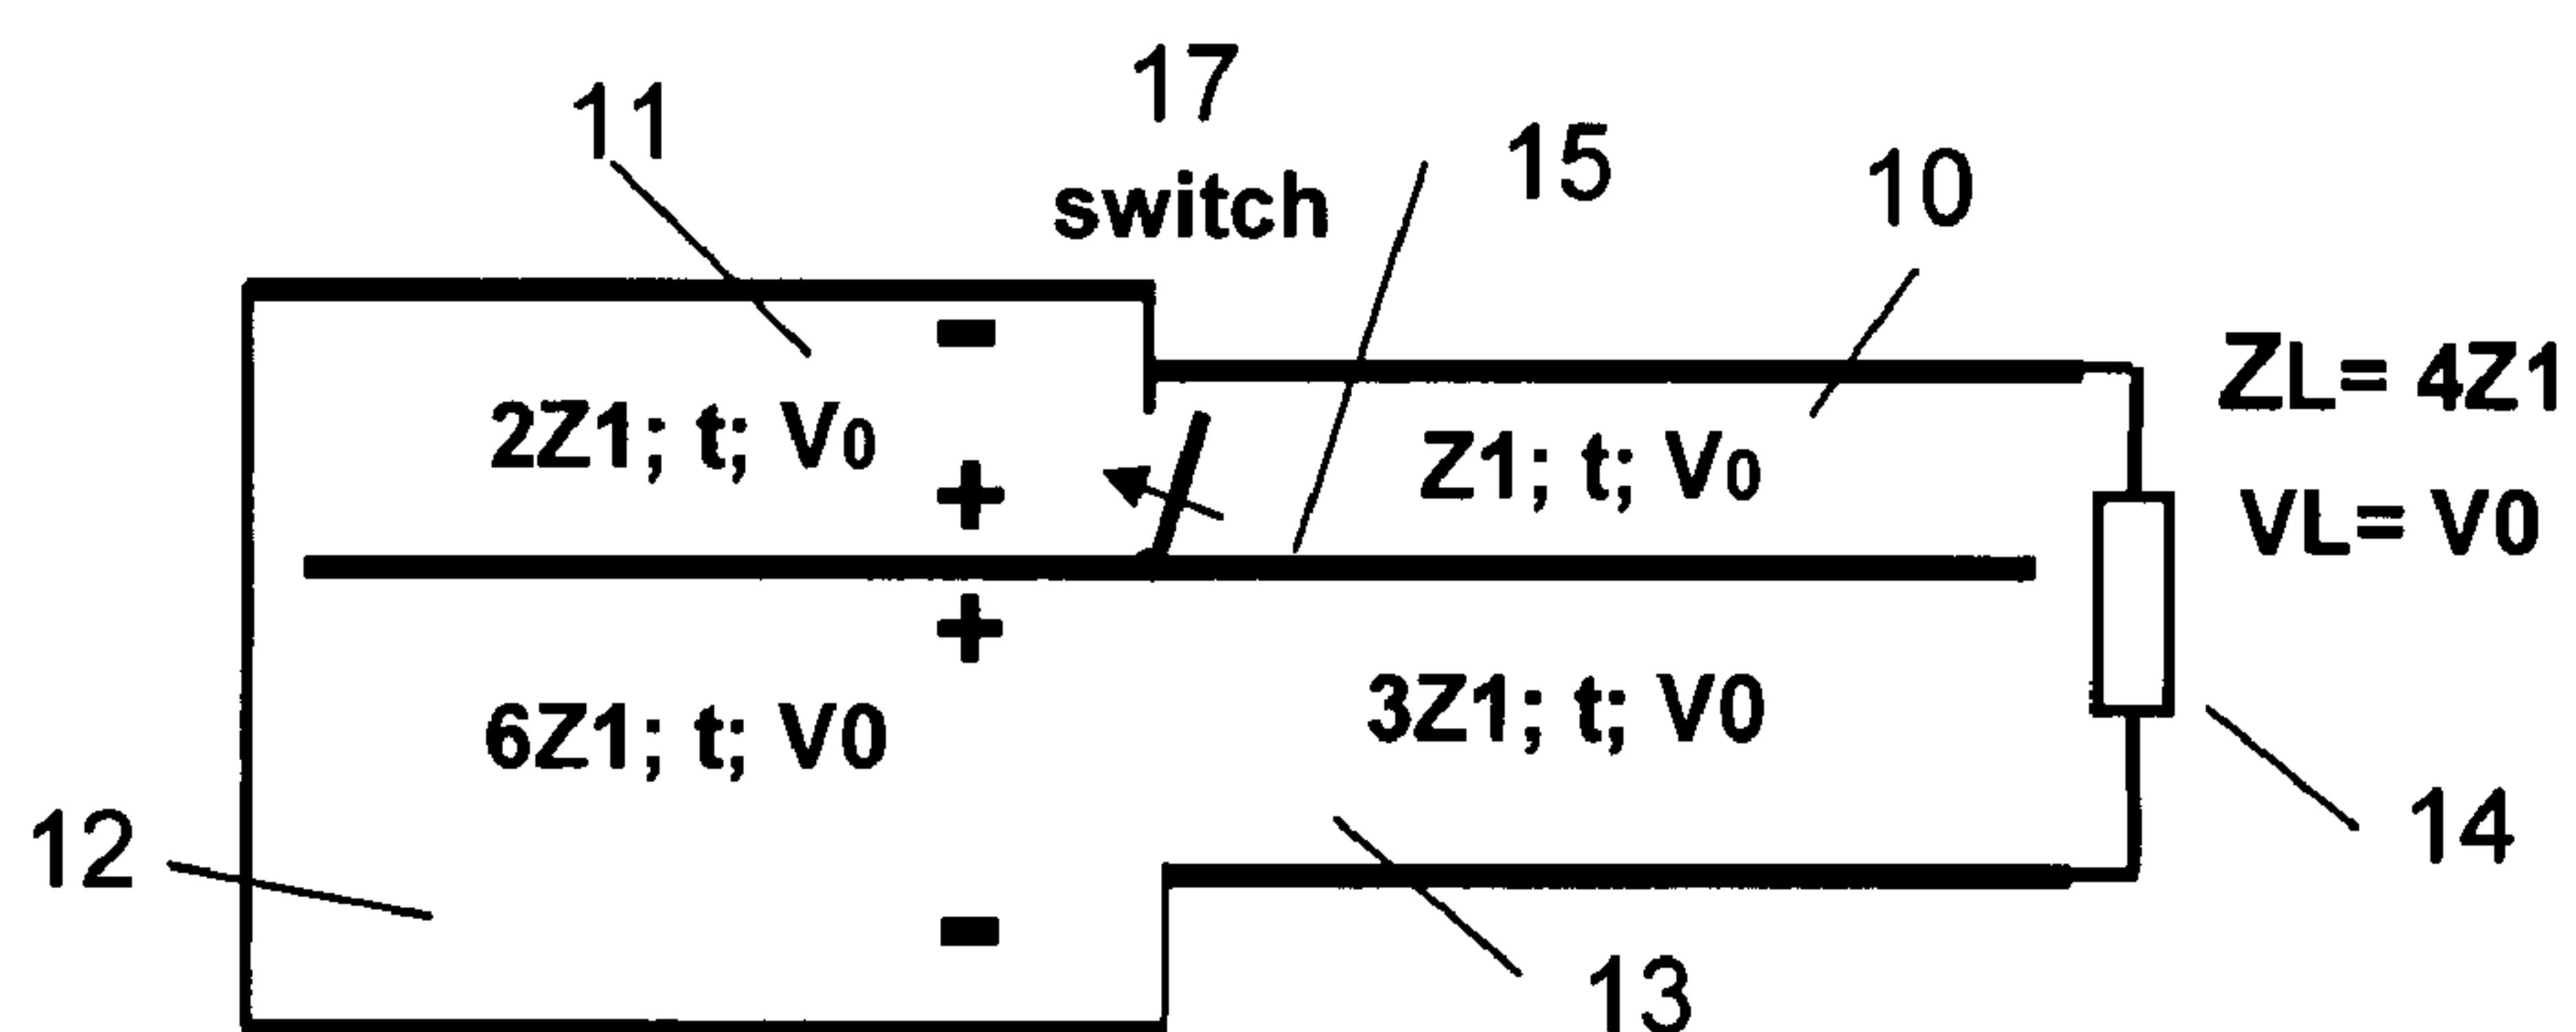 17
switch
11
15
10
2Z1; t; V0
Z1; t; V0
ZL= 4Z1
VL= V0
-
+
+
-
6Z1; t; V0
3Z1; t; V0
12
14
13